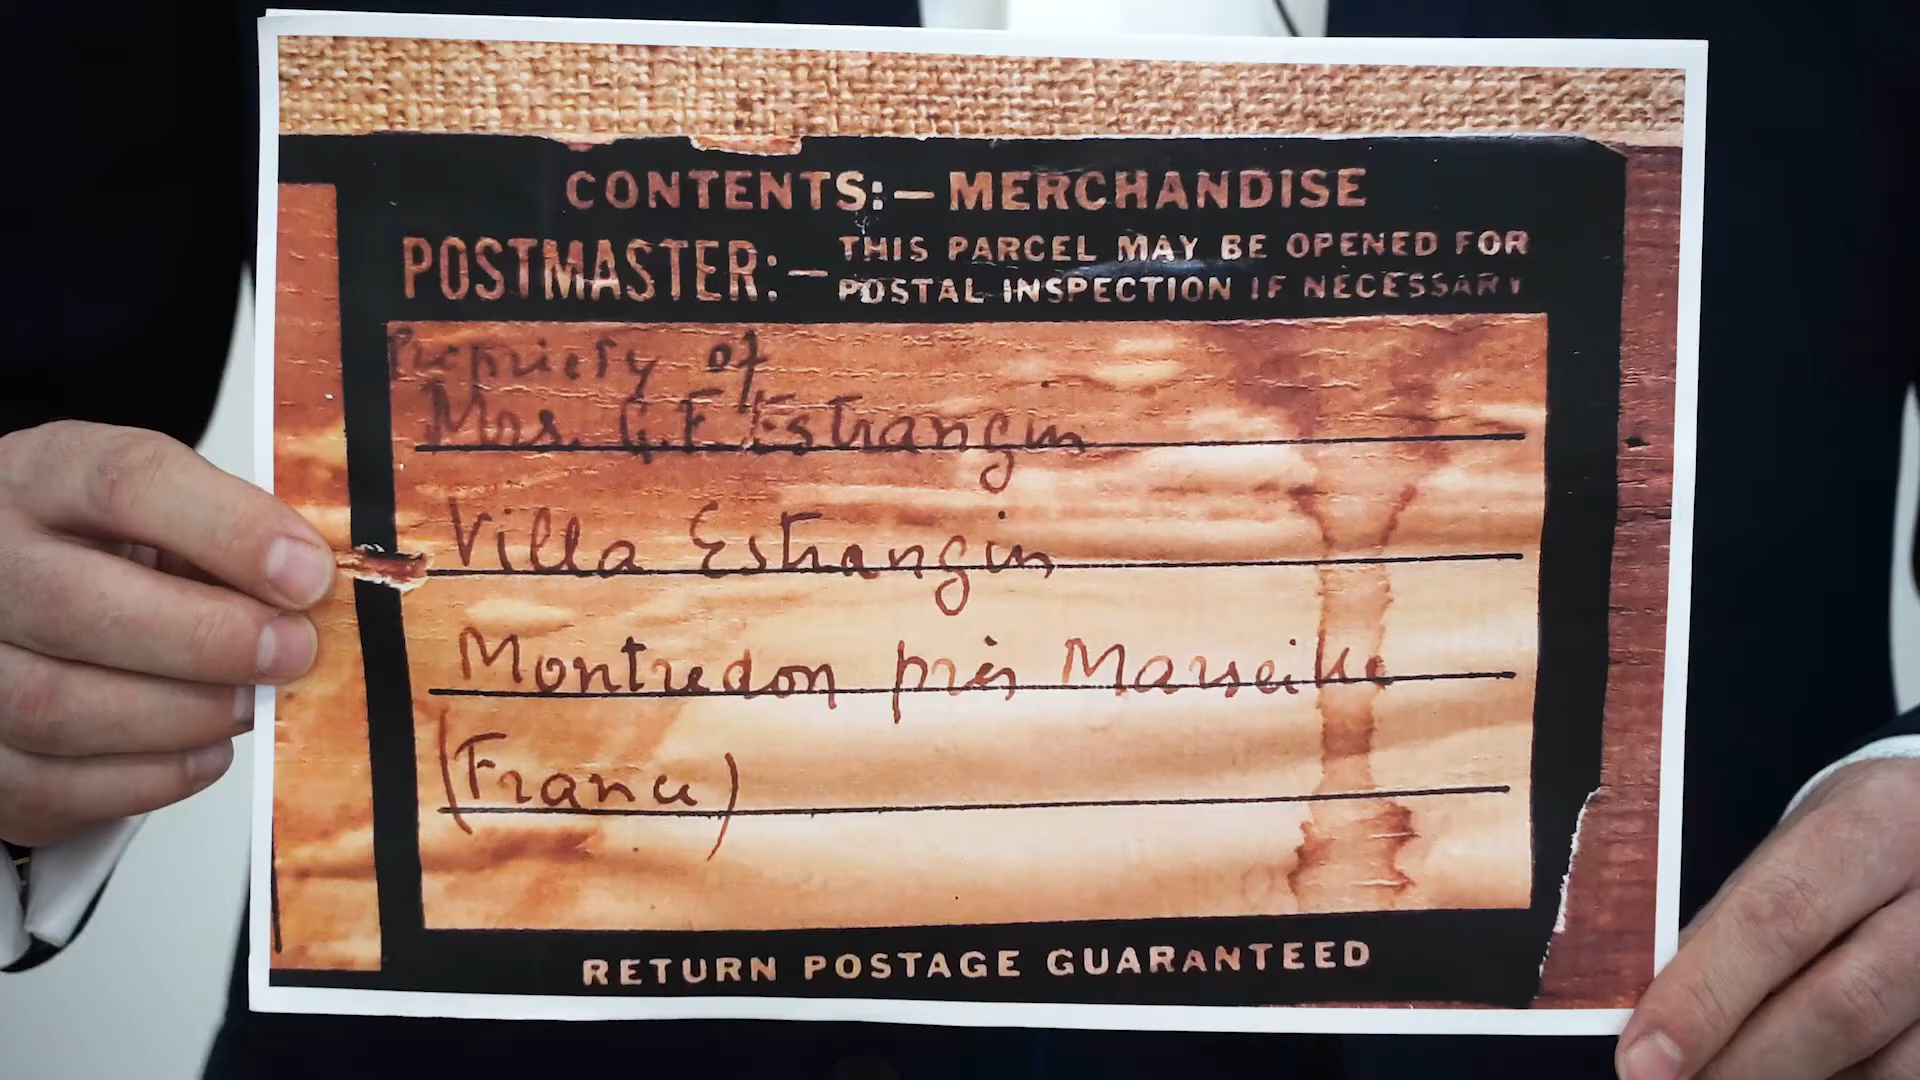 CONTENTS:—MERCHANDISE
POSTMASTER:—THIS PARCEL MAY BE OPENED FOR
POSTAL INSPECTION IF NECESSARY
Propriety of
Mrs. G.F. Estrangin
Villa Estrangin
Montredon près Marseille
(France)
RETURN POSTAGE GUARANTEED